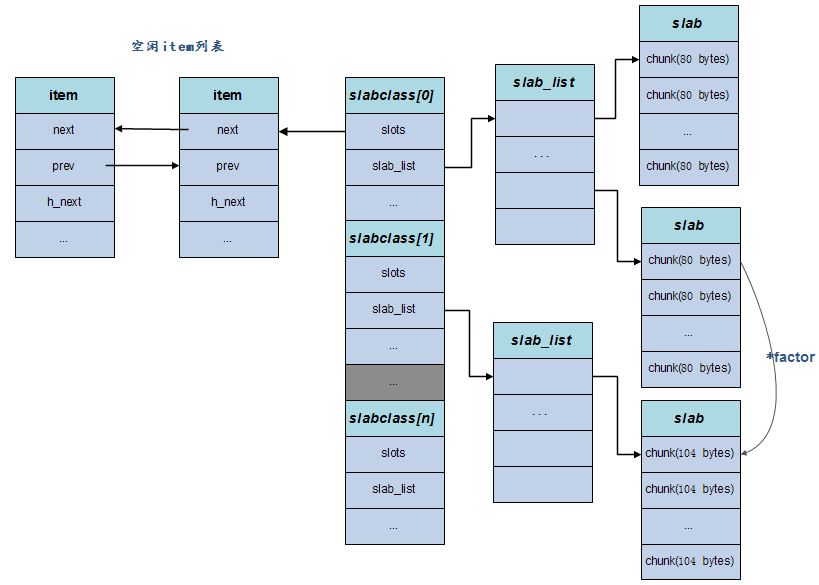 空闲item列表
item
next
prev
h_next
...
item
next
prev
h_next
...
slabclass[0]
slots
slab_list
...
slabclass[1]
slots
slab_list
...
...
slabclass[n]
slots
slab_list
...
slab_list
...
slab_list
...
slab
chunk(80 bytes)
chunk(80 bytes)
...
chunk(80 bytes)
slab
chunk(80 bytes)
chunk(80 bytes)
...
chunk(80 bytes)
*factor
slab
chunk(104 bytes)
chunk(104 bytes)
...
chunk(104 bytes)